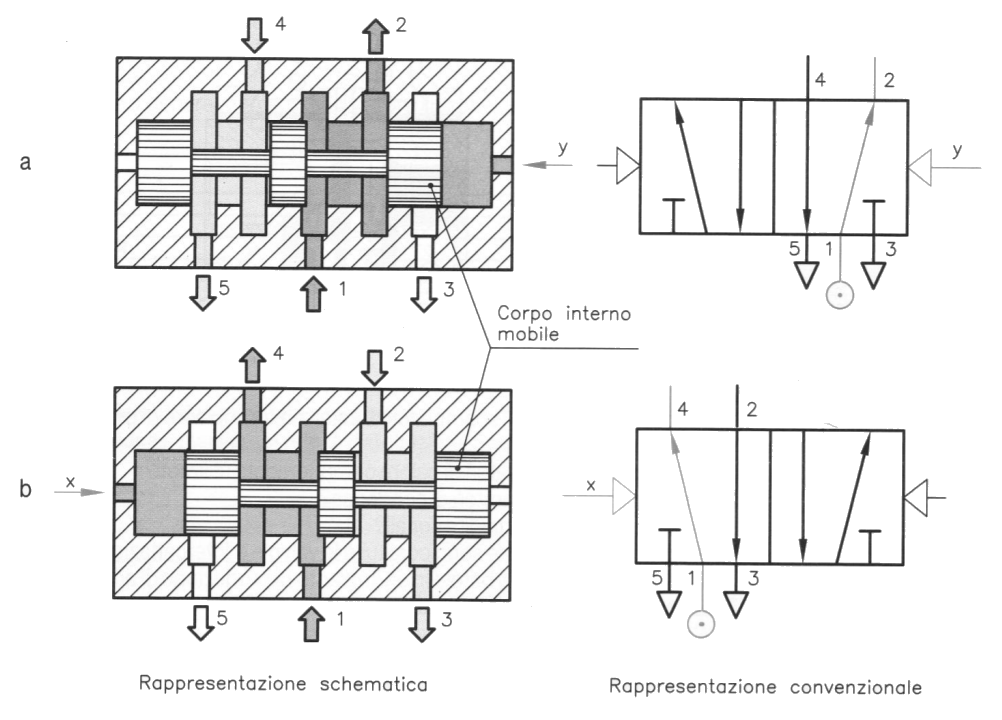 4 2
4 2
a
y
y
5 1 3
5 1 3
Corpo interno
mobile
4 2
4 2
b
x
x
5 1 3
5 1 3
Rappresentazione schematica
Rappresentazione convenzionale